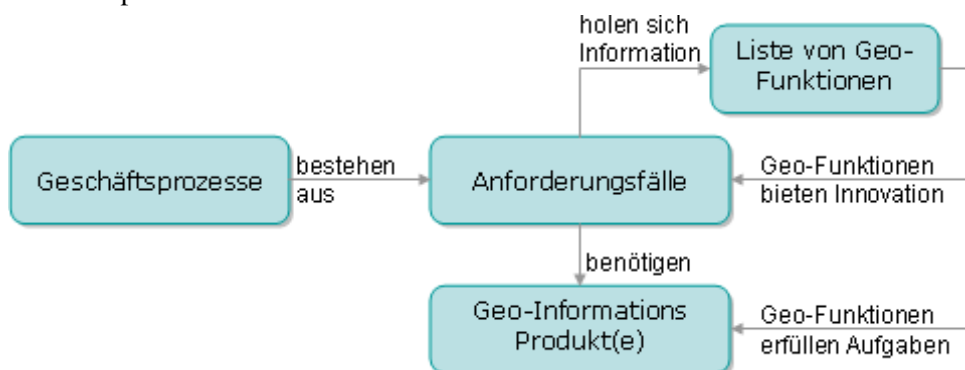 holen sich
Information
Liste von Geo-
Funktionen
Geschäftsprozesse
bestehen
aus
Anforderungsfälle
Geo-Funktionen
bieten Innovation
benötigen
Geo-Informations
Produkt(e)
Geo-Funktionen
erfüllen Aufgaben